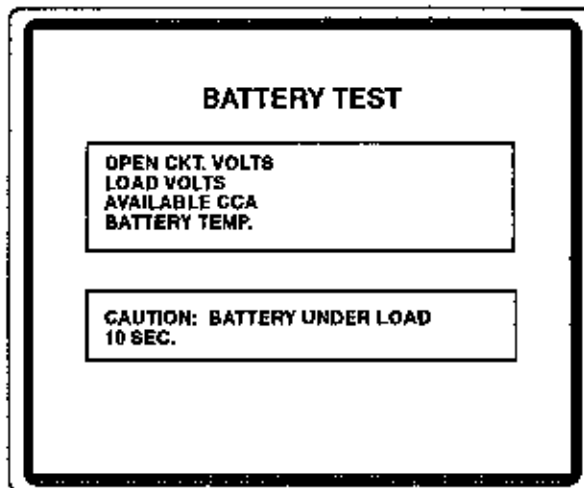 BATTERY TEST
OPEN CKT. VOLTS
LOAD VOLTS
AVAILABLE CCA
BATTERY TEMP.
CAUTION: BATTERY UNDER LOAD
10 SEC.